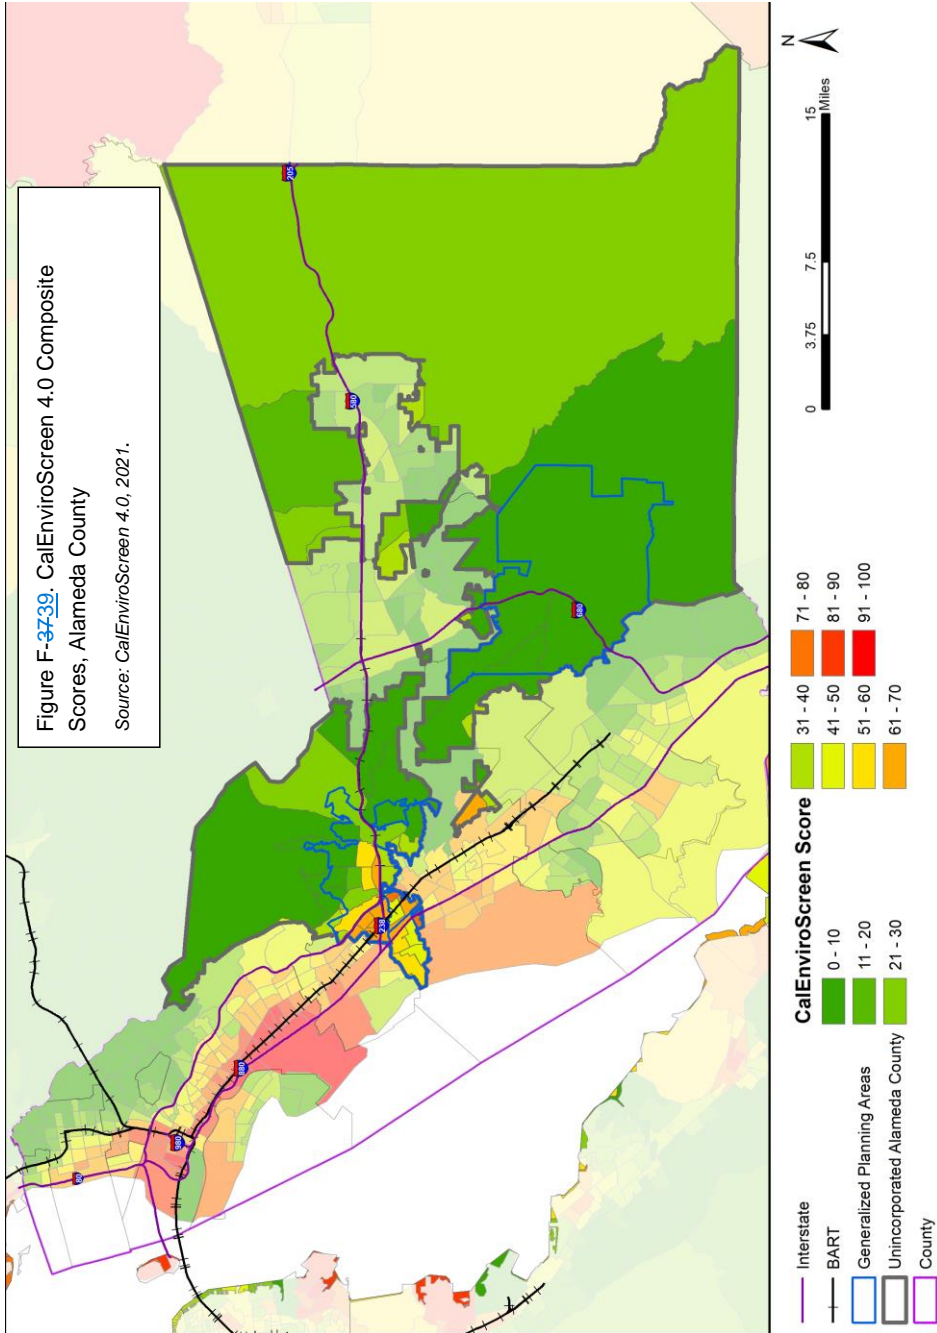 Figure F-3739. CalEnviroScreen 4.0 Composite
Scores, Alameda County
Source: CalEnviroScreen 4.0, 2021.
205
580
680
238
880
980
80
N
0
3.75
7.5
15
Miles
Interstate
BART
Generalized Planning Areas
Unincorporated Alameda County
County
CalEnviroScreen Score
0 - 10
11 - 20
21 - 30
31 - 40
41 - 50
51 - 60
61 - 70
71 - 80
81 - 90
91 - 100